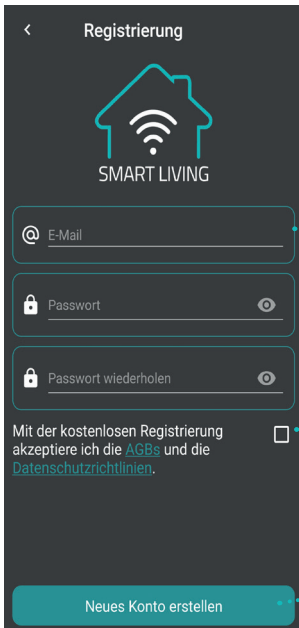 Registrierung
SMART LIVING
E-Mail
Passwort
Passwort wiederholen
Mit der kostenlosen Registrierung
akzeptiere ich die AGBs und die
Datenschutzrichtlinien.
Neues Konto erstellen